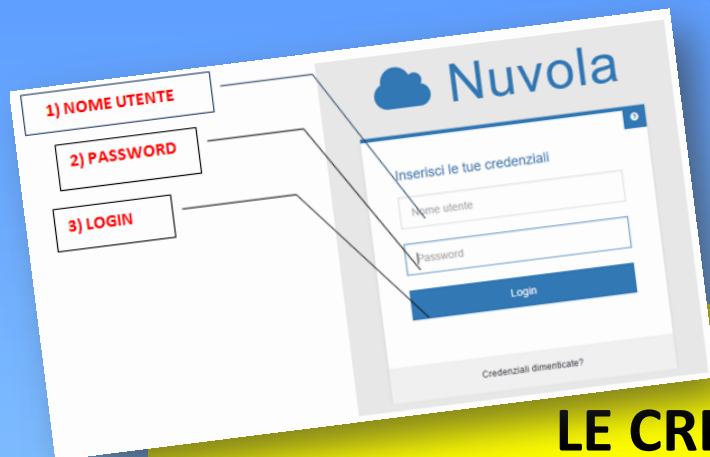 1) NOME UTENTE
2) PASSWORD
3) LOGIN
Nuvola
Inserisci le tue credenziali
Nome utente
Password
Login
Credenziali dimenticate?
LE CRE